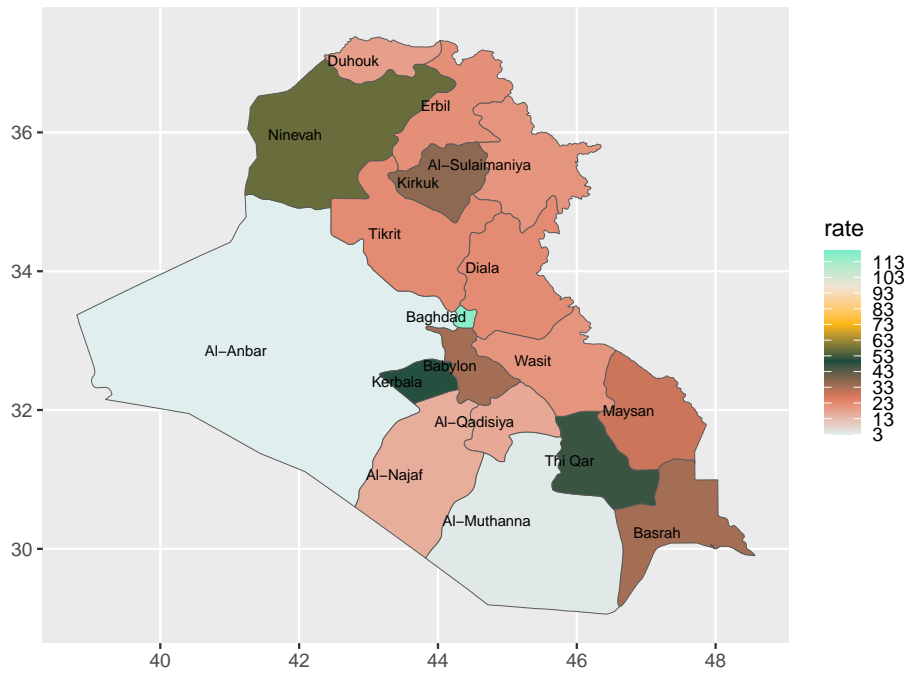 Duhouk
Erbil
Ninevah
Al−Sulaimaniya
Kirkuk
Tikrit
Diala
Baghdad
Al−Anbar
Wasit
Babylon
Kerbala
Maysan
Al−Qadisiya
Thi Qar
Al−Najaf
Al−Muthanna
Basrah
36
34
32
30
40
42
44
46
48
rate
113
103
93
83
73
63
53
43
33
23
13
3